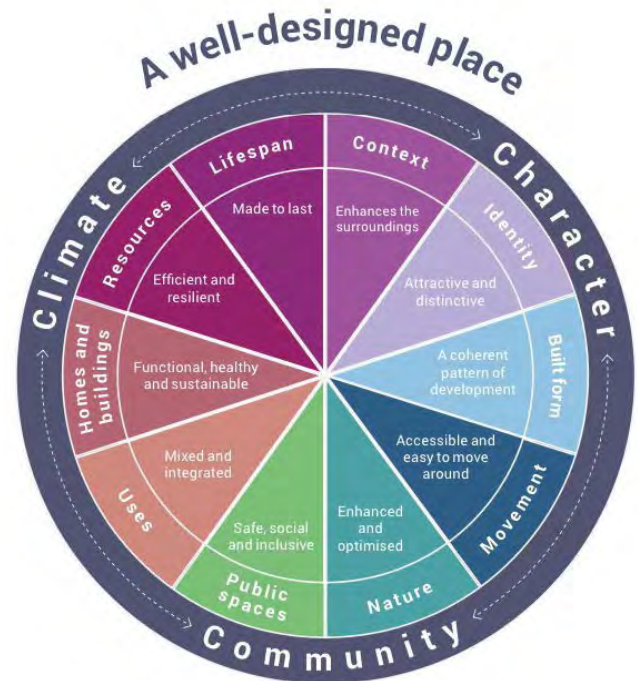 A well-designed place
Climate
Character
Community
Context
Enhances the
surroundings
Identity
Attractive and
distinctive
Built form
A coherent
pattern of
development
Movement
Accessible and
easy to move
around
Nature
Enhanced
and
optimised
Public
spaces
Safe, social
and inclusive
Uses
Mixed and
integrated
Homes and
buildings
Functional, healthy
and sustainable
Resources
Efficient and
resilient
Lifespan
Made to last